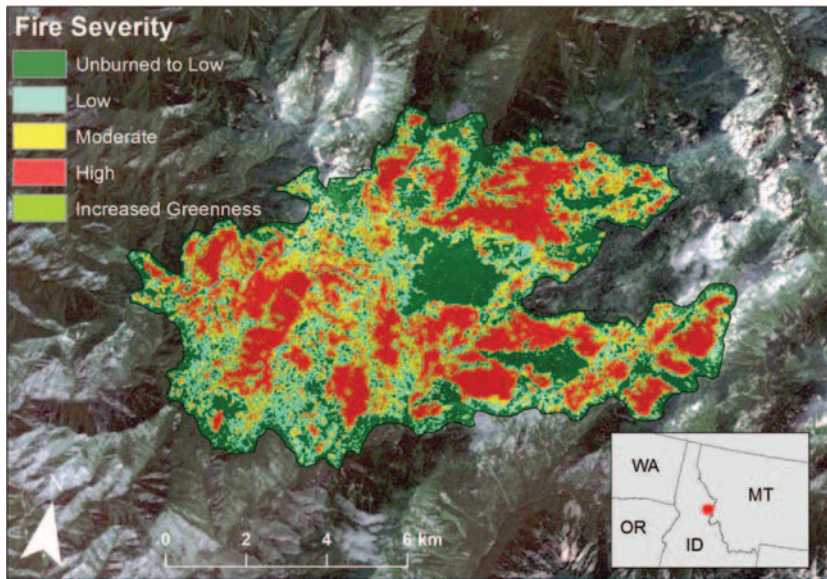 Fire Severity
Unburned to Low
Low
Moderate
High
Increased Greenness
N
0 2 4 6 km
WA
MT
OR
ID